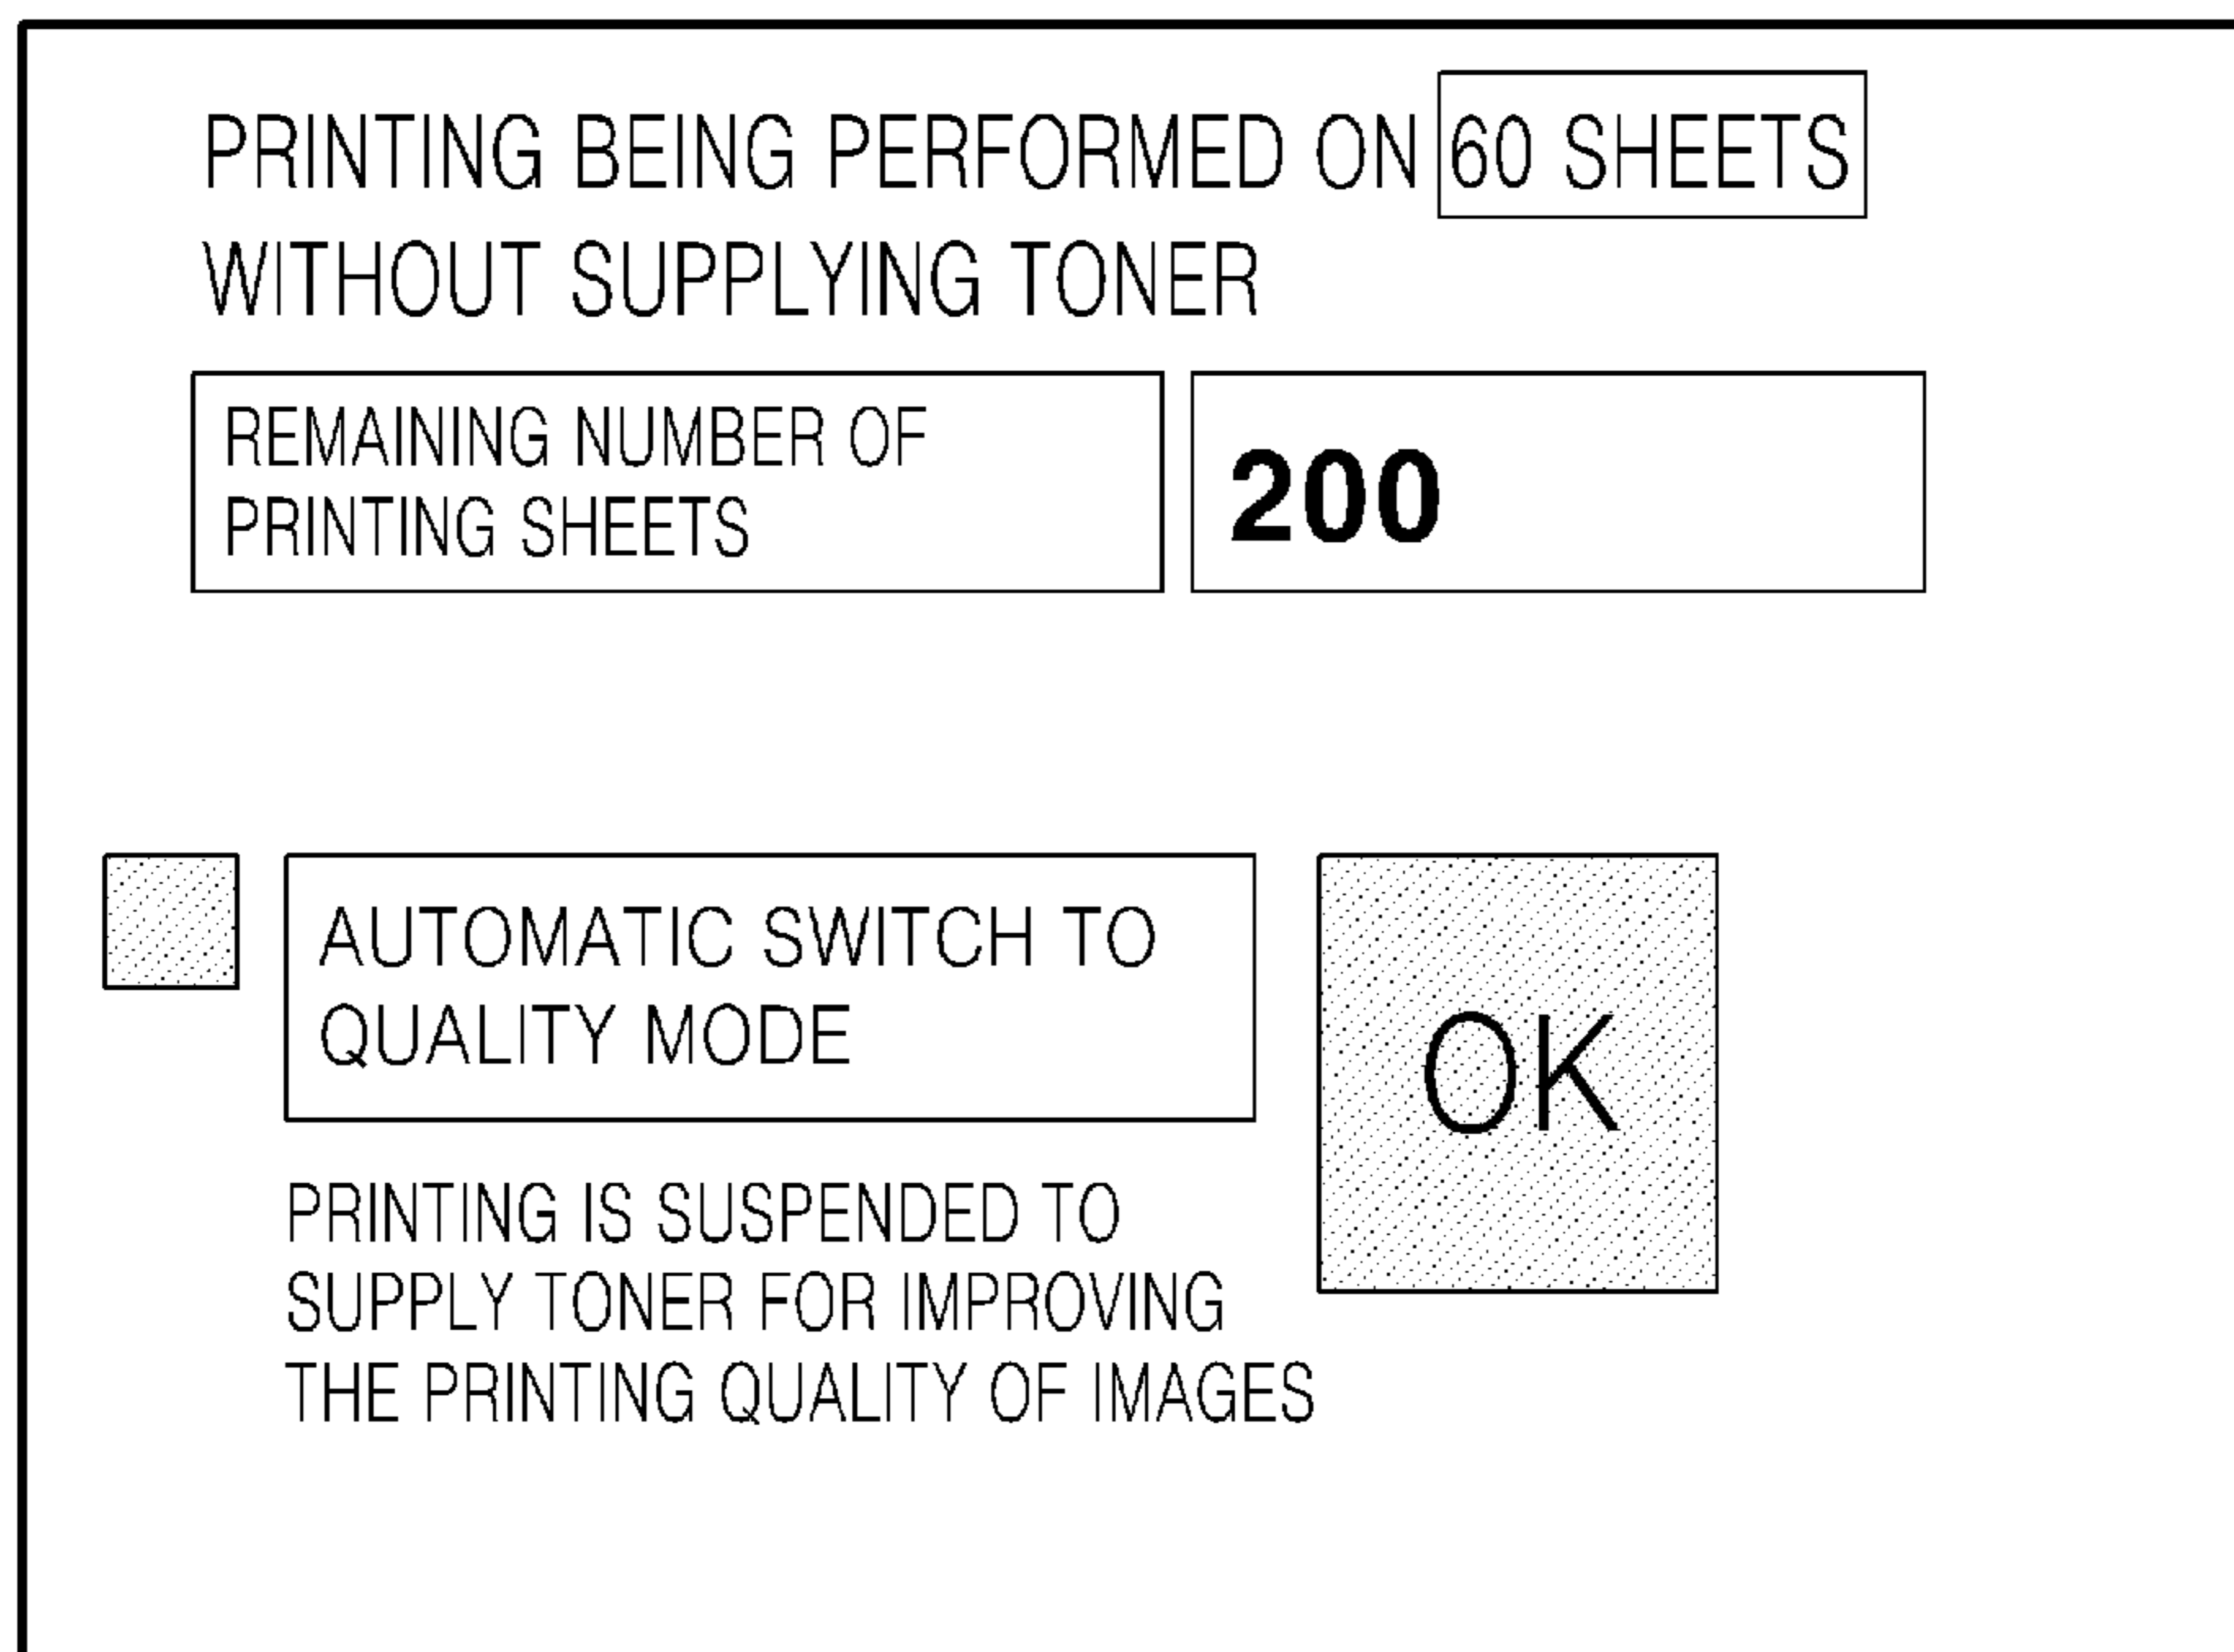 PRINTING BEING PERFORMED ON 60 SHEETS
WITHOUT SUPPLYING TONER
REMAINING NUMBER OF
PRINTING SHEETS
200
AUTOMATIC SWITCH TO
QUALITY MODE
OK
PRINTING IS SUSPENDED TO
SUPPLY TONER FOR IMPROVING
THE PRINTING QUALITY OF IMAGES